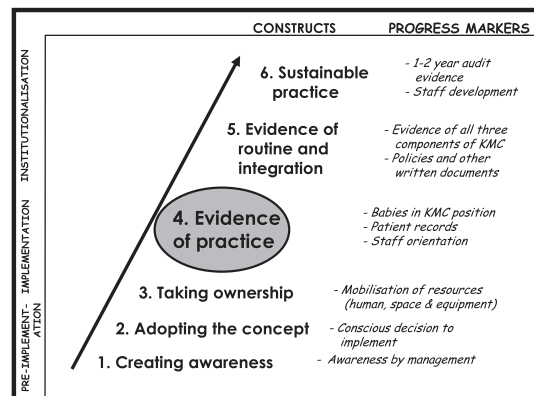 CONSTRUCTS PROGRESS MARKERS
INSTITUTIONALISATION
IMPLEMENTATION
PRE-IMPLEMENT-
ATION
6. Sustainable
practice
- 1-2 year audit
evidence
- Staff development
5. Evidence of
routine and
integration
- Evidence of all three
components of KMC
- Policies and other
written documents
4. Evidence
of practice
- Babies in KMC position
- Patient records
- Staff orientation
3. Taking ownership
- Mobilisation of resources
(human, space & equipment)
2. Adopting the concept
- Conscious decision to
implement
1. Creating awareness
- Awareness by management